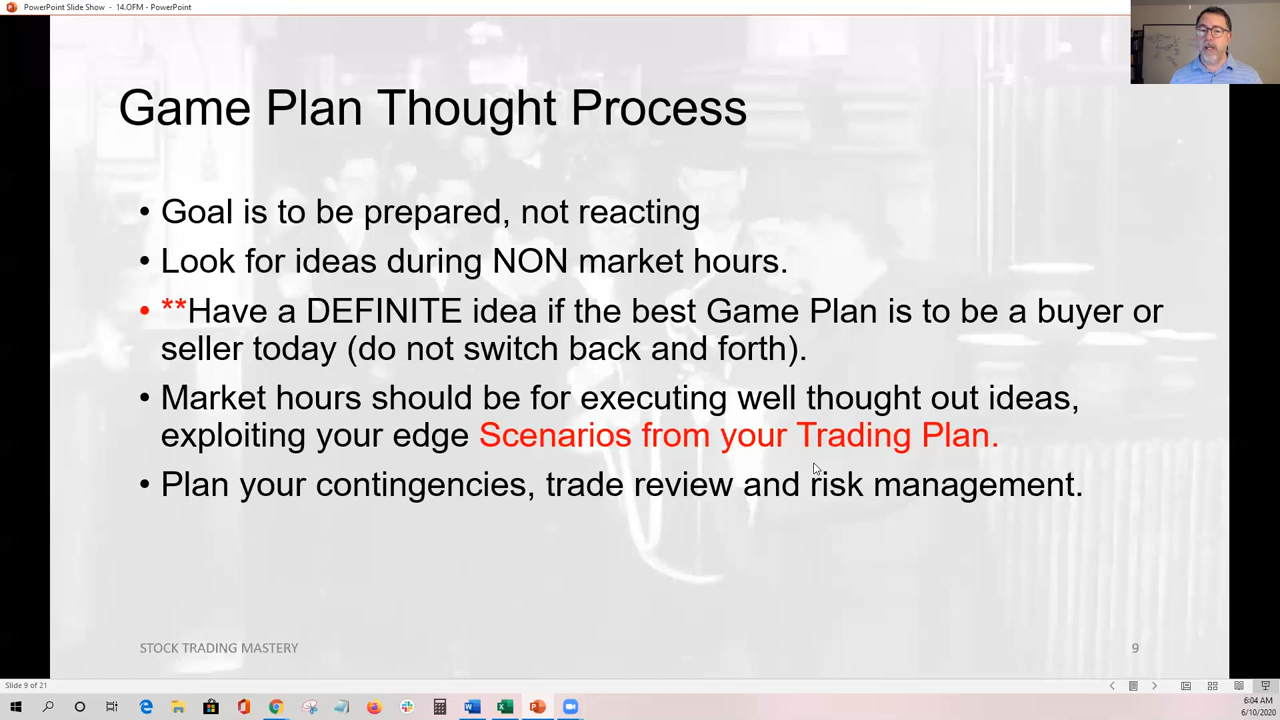 PowerPoint Slide Show - 14.OFM - PowerPoint
Game Plan Thought Process
• Goal is to be prepared, not reacting
• Look for ideas during NON market hours.
• **Have a DEFINITE idea if the best Game Plan is to be a buyer or
seller today (do not switch back and forth).
• Market hours should be for executing well thought out ideas,
exploiting your edge Scenarios from your Trading Plan.
• Plan your contingencies, trade review and risk management.
STOCK TRADING MASTERY
9
Slide 9 of 21
6:04 AM
6/10/2020